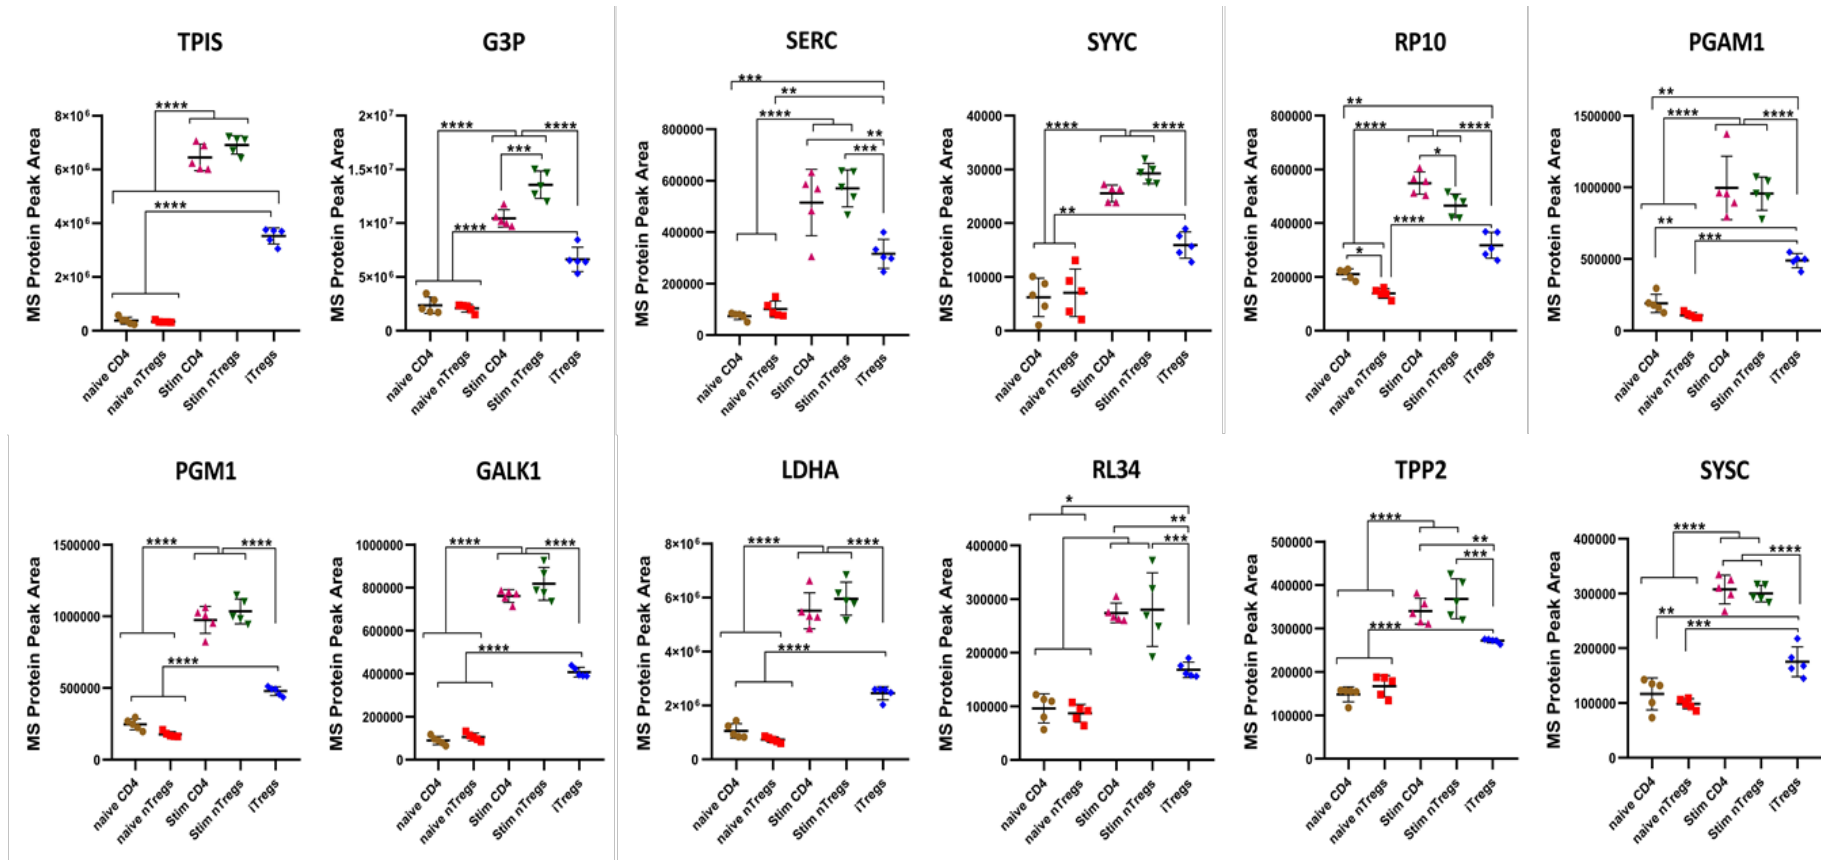 TPIS
MS Protein Peak Area
8×10⁶
6×10⁶
4×10⁶
2×10⁶
0
****
****
naive CD4
naive nTregs
Stim CD4
Stim nTregs
iTregs
G3P
MS Protein Peak Area
2×10⁷
1.5×10⁷
1×10⁷
5×10⁶
0
****
****
***
****
naive CD4
naive nTregs
Stim CD4
Stim nTregs
iTregs
SERC
MS Protein Peak Area
800000
600000
400000
200000
0
***
**
****
**
***
naive CD4
naive nTregs
Stim CD4
Stim nTregs
iTregs
SYYC
MS Protein Peak Area
40000
30000
20000
10000
0
****
****
**
naive CD4
naive nTregs
Stim CD4
Stim nTregs
iTregs
RP10
MS Protein Peak Area
800000
600000
400000
200000
0
**
****
****
*
****
*
naive CD4
naive nTregs
Stim CD4
Stim nTregs
iTregs
PGAM1
MS Protein Peak Area
1500000
1000000
500000
0
**
****
****
**
***
naive CD4
naive nTregs
Stim CD4
Stim nTregs
iTregs
PGM1
MS Protein Peak Area
1500000
1000000
500000
0
****
****
****
naive CD4
naive nTregs
Stim CD4
Stim nTregs
iTregs
GALK1
MS Protein Peak Area
1000000
800000
600000
400000
200000
0
****
****
****
naive CD4
naive nTregs
Stim CD4
Stim nTregs
iTregs
LDHA
MS Protein Peak Area
8×10⁶
6×10⁶
4×10⁶
2×10⁶
0
****
****
****
naive CD4
naive nTregs
Stim CD4
Stim nTregs
iTregs
RL34
MS Protein Peak Area
400000
300000
200000
100000
0
*
**
***
naive CD4
naive nTregs
Stim CD4
Stim nTregs
iTregs
TPP2
MS Protein Peak Area
500000
400000
300000
200000
100000
0
****
**
***
****
naive CD4
naive nTregs
Stim CD4
Stim nTregs
iTregs
SYSC
MS Protein Peak Area
400000
300000
200000
100000
0
****
****
**
***
naive CD4
naive nTregs
Stim CD4
Stim nTregs
iTregs